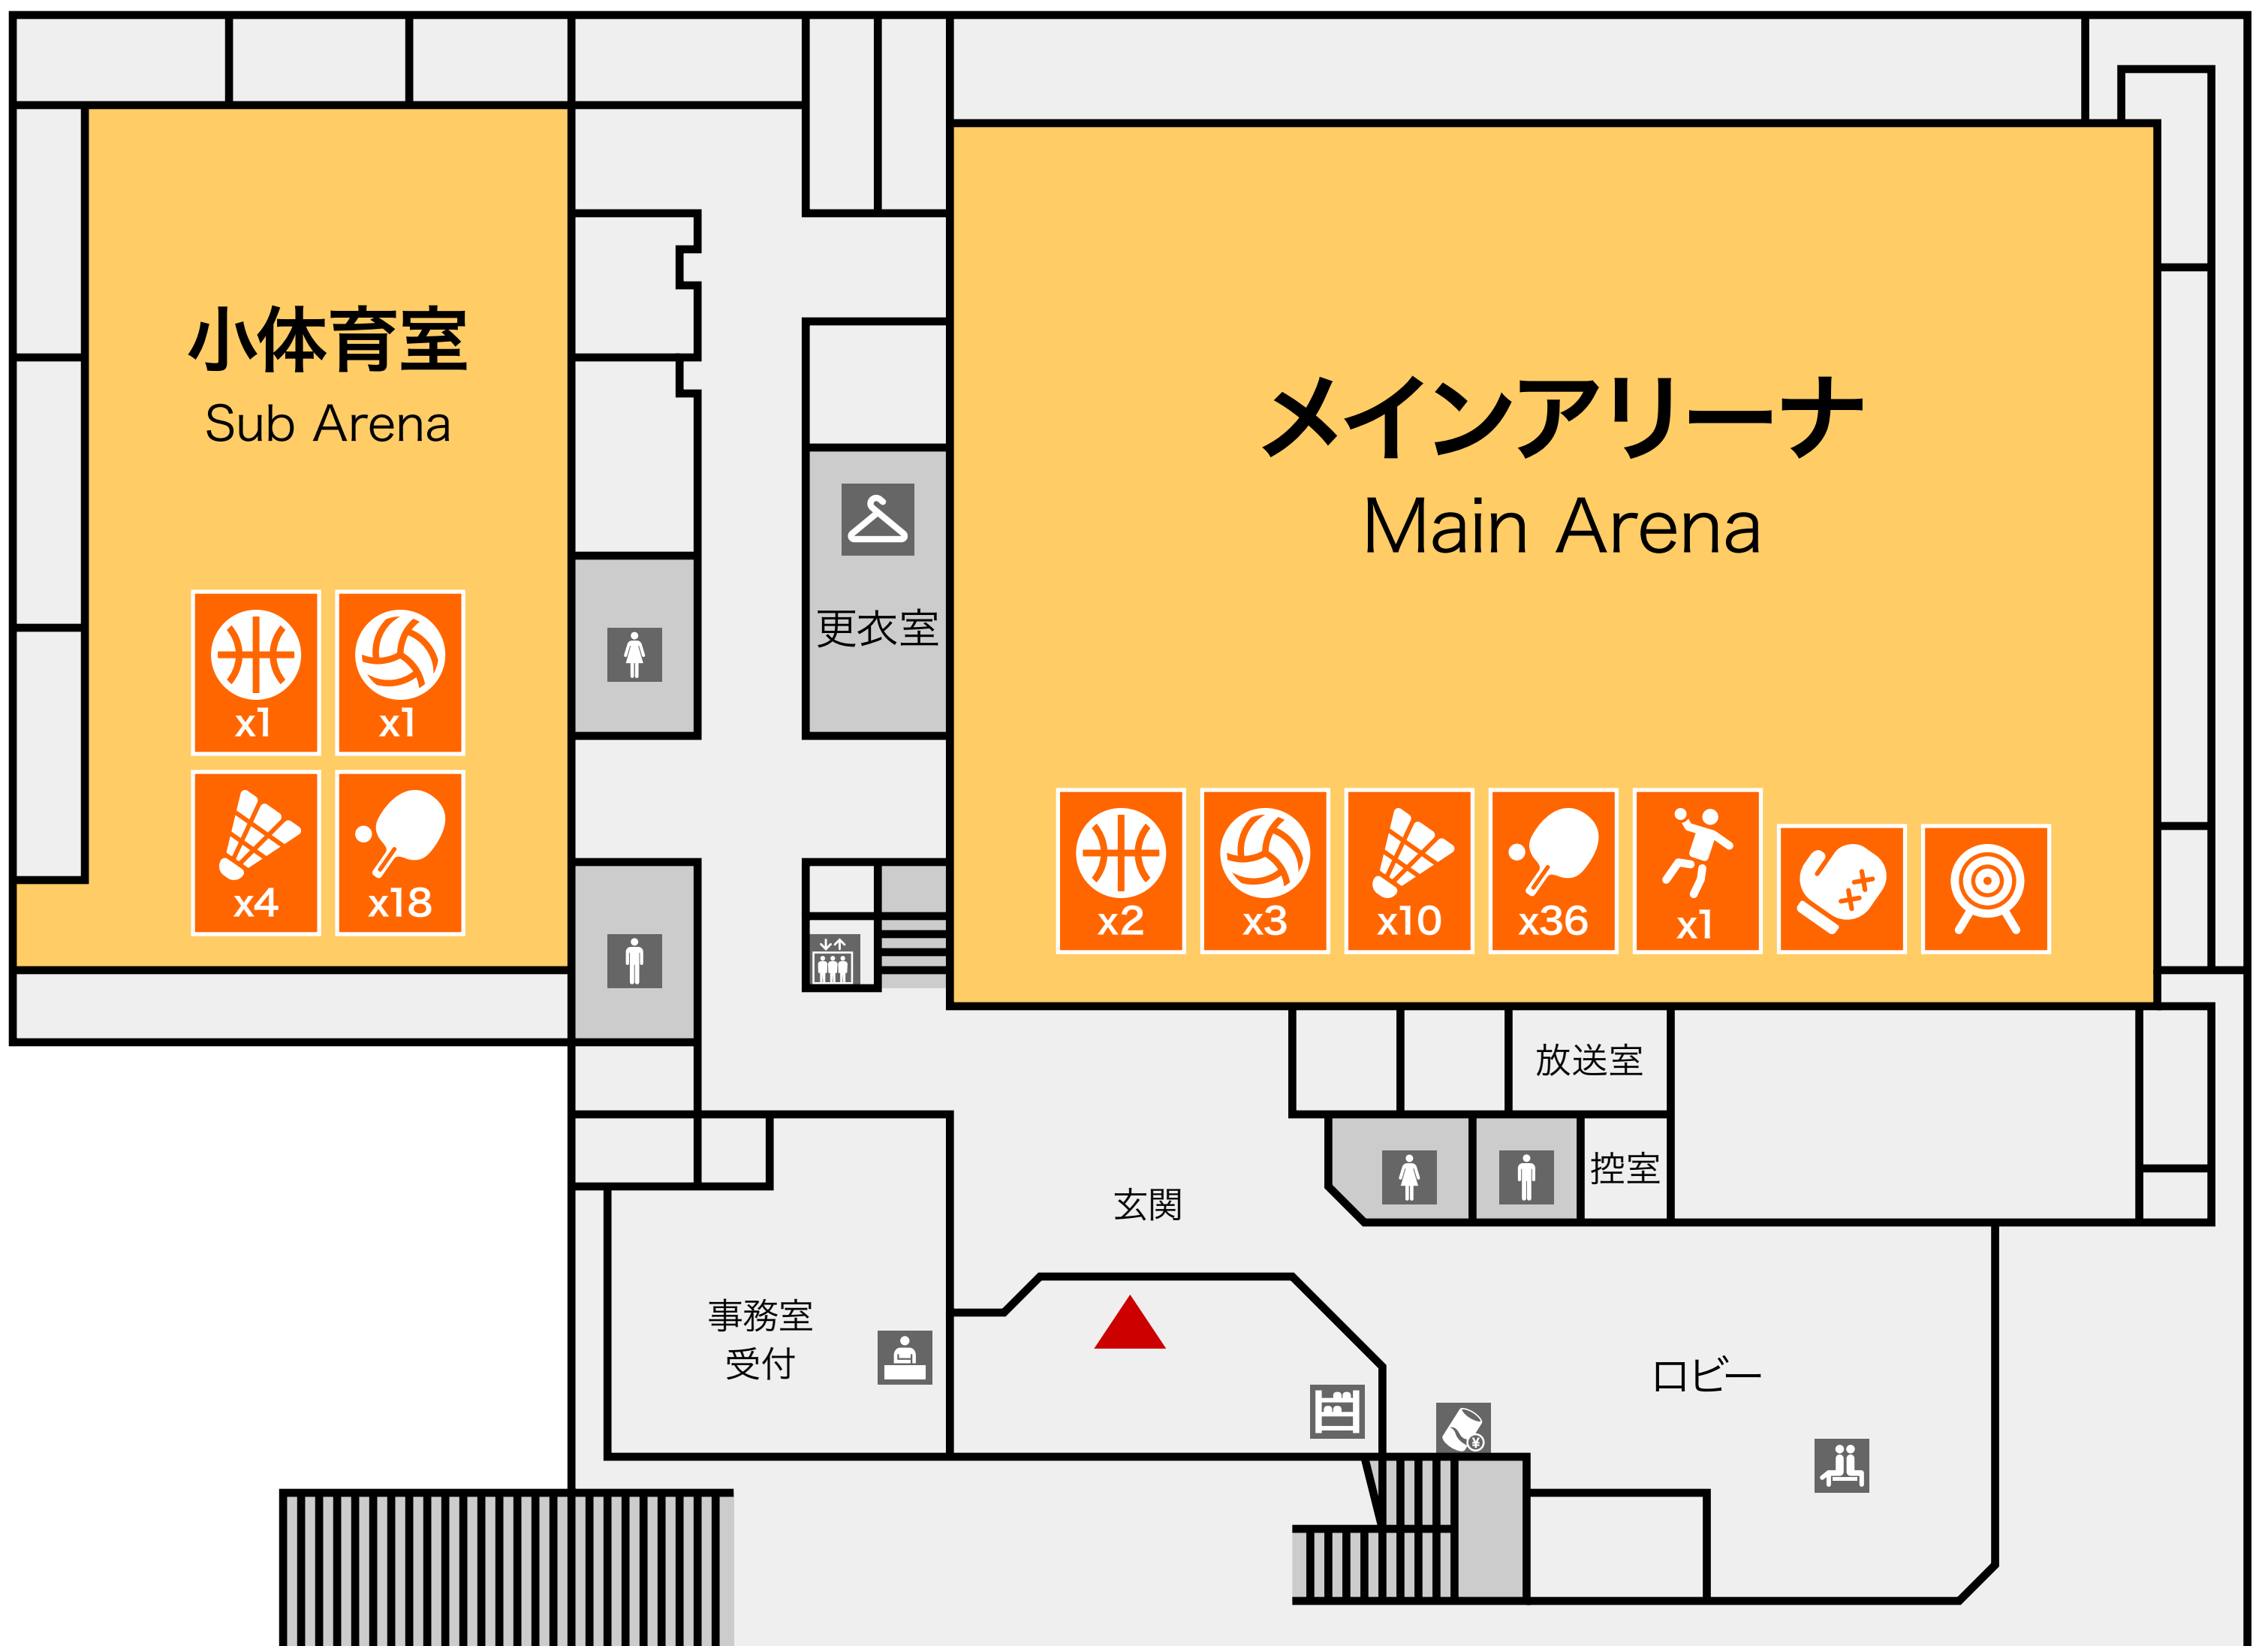 小体育室
Sub Arena
x1
x1
x4
x18
更衣室
メインアリーナ
Main Arena
x2
x3
x10
x36
x1
放送室
控室
玄関
事務室
受付
¥
ロビー